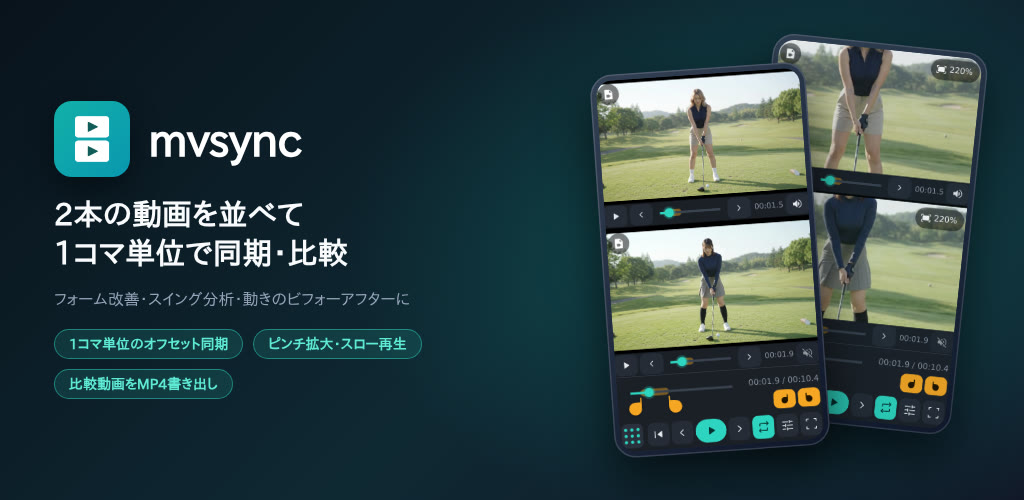 mvsync
2本の動画を並べて
1コマ単位で同期・比較
フォーム改善・スイング分析・動きのビフォーアフターに
1コマ単位のオフセット同期
ピンチ拡大・スロー再生
比較動画をMP4書き出し
00:01.5
00:01.9
00:01.9 / 00:10.4
220%
00:01.5
220%
00:01.9
00:01.9 / 00:10.4